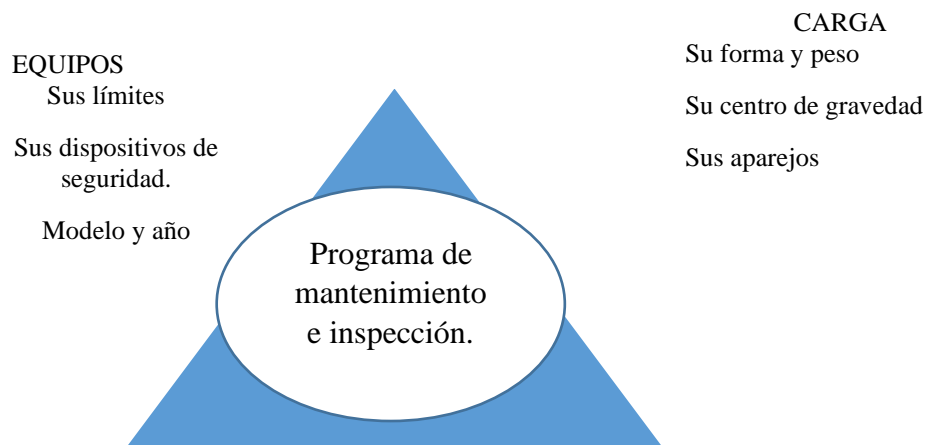 EQUIPOS
Sus límites
Sus dispositivos de
seguridad.
Modelo y año
CARGA
Su forma y peso
Su centro de gravedad
Sus aparejos
Programa de
mantenimiento
e inspección.